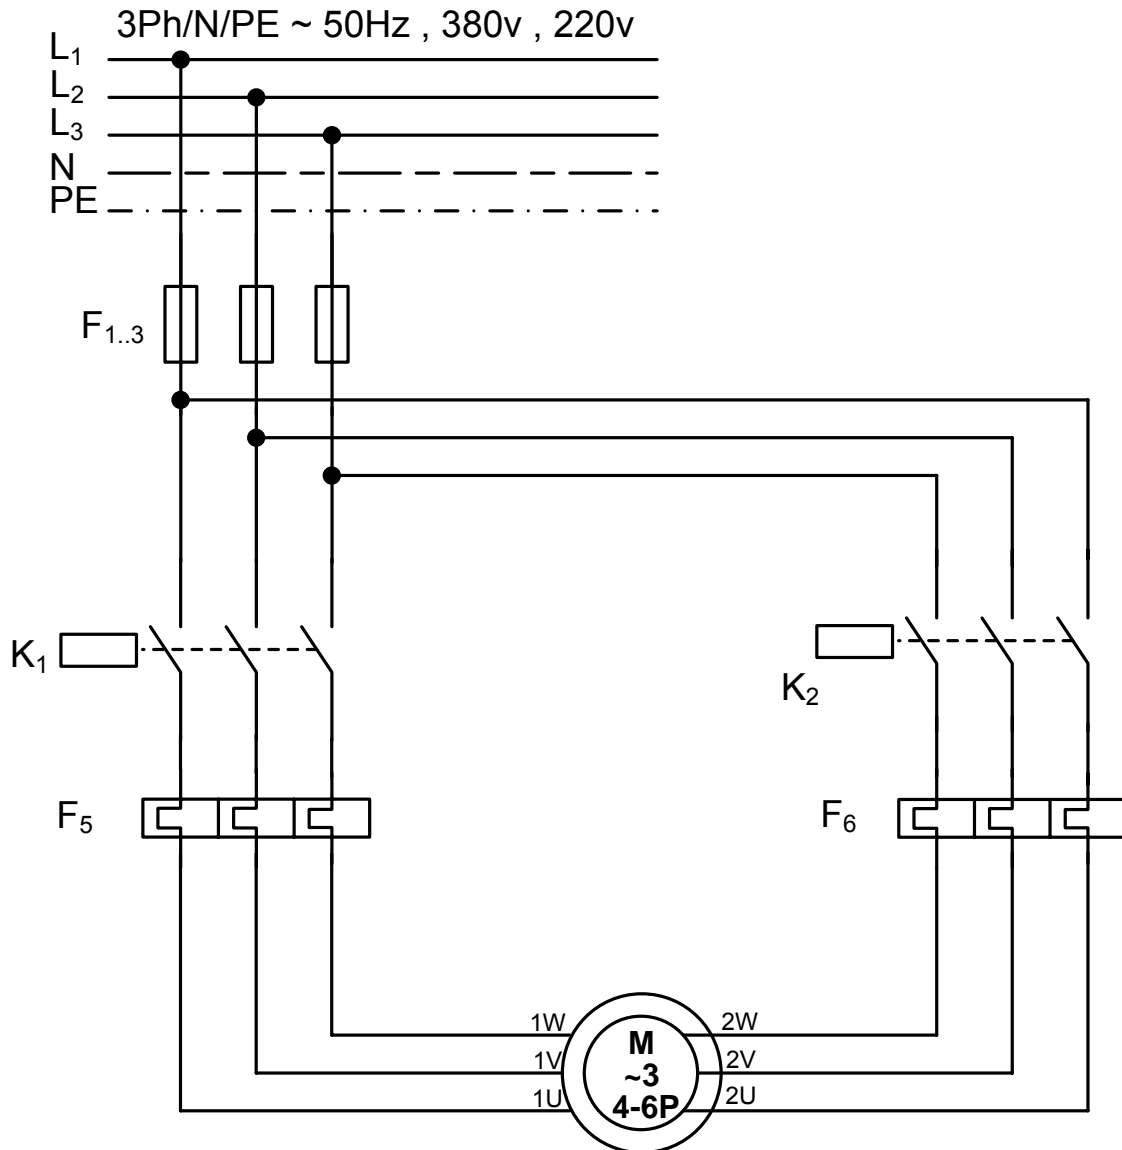 3Ph/N/PE ~ 50Hz , 380v , 220v
L₁
L₂
L₃
N
PE
F₁..₃
K₁
K₂
F₅
F₆
1W
2W
M
1V
~3
2V
1U
4-6P
2U